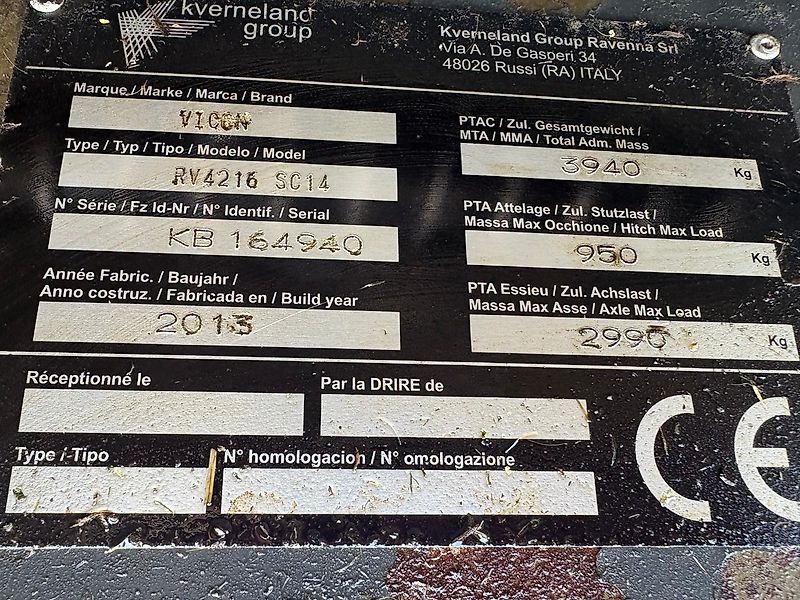 kverneland
group
Kverneland Group Ravenna Srl
Via A. De Gasperi 34
48026 Russi (RA) ITALY
Marque / Marke / Marca / Brand
VICON
Type / Typ / Tipo / Modelo / Model
RV4216 SC14
N° Série / Fz Id-Nr / N° Identif. / Serial
KB 164940
Année Fabric. / Baujahr /
Anno costruz. / Fabricada en / Build year
2013
PTAC / Zul. Gesamtgewicht /
MTA / MMA / Total Adm. Mass
3940 Kg
PTA Attelage / Zul. Stutzlast /
Massa Max Occhione / Hitch Max Load
950 Kg
PTA Essieu / Zul. Achslast /
Massa Max Asse / Axle Max Load
2990 Kg
Réceptionné le
Par la DRIRE de
Type / Tipo
N° homologacion / N° omologazione
CE